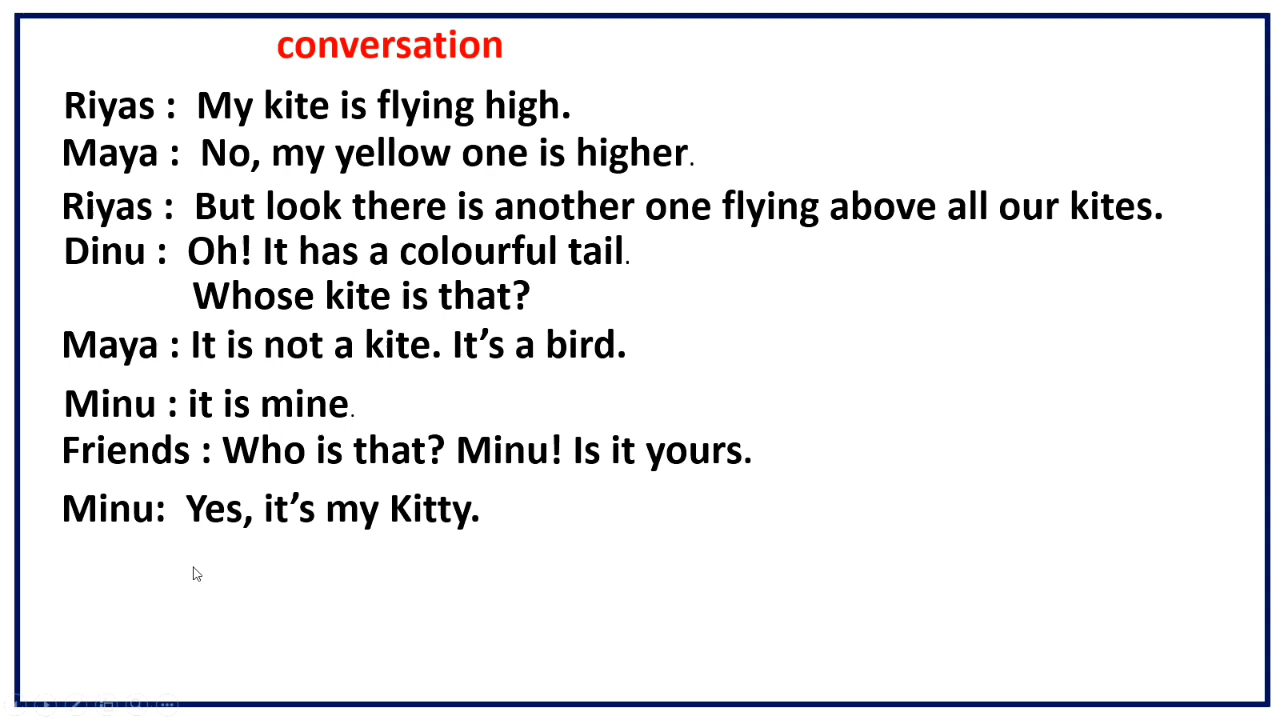 conversation
Riyas :  My kite is flying high.
Maya :  No, my yellow one is higher.
Riyas :  But look there is another one flying above all our kites.
Dinu :  Oh! It has a colourful tail.
Whose kite is that?
Maya : It is not a kite. It’s a bird.
Minu : it is mine.
Friends : Who is that? Minu! Is it yours.
Minu:  Yes, it’s my Kitty.